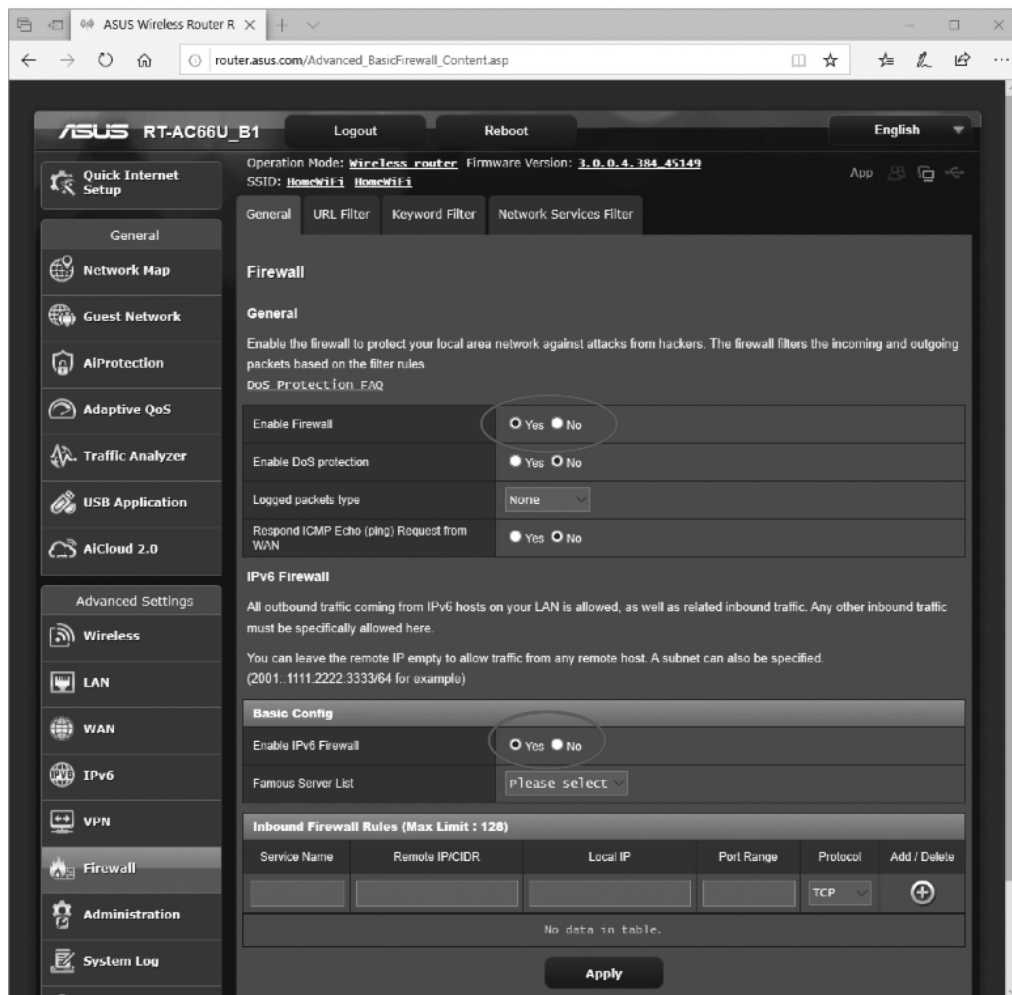 ASUS Wireless Router R
router.asus.com/Advanced_BasicFirewall_Content.asp
ASUS RT-AC66U_B1 Logout Reboot English
Quick Internet Setup
Operation Mode: Wireless router Firmware Version: 3.0.0.4.384_45149
SSID: HomeWiFi HomeWiFi
App
General URL Filter Keyword Filter Network Services Filter
General
Network Map
Guest Network
AiProtection
Adaptive QoS
Traffic Analyzer
USB Application
AiCloud 2.0
Advanced Settings
Wireless
LAN
WAN
IPv6
VPN
Firewall
Administration
System Log
Firewall
General
Enable the firewall to protect your local area network against attacks from hackers. The firewall filters the incoming and outgoing
packets based on the filter rules.
DoS Protection FAQ
Enable Firewall Yes No
Enable DoS protection Yes No
Logged packets type None
Respond ICMP Echo (ping) Request from
WAN Yes No
IPv6 Firewall
All outbound traffic coming from IPv6 hosts on your LAN is allowed, as well as related inbound traffic. Any other inbound traffic
must be specifically allowed here.
You can leave the remote IP empty to allow traffic from any remote host. A subnet can also be specified.
(2001::1111:2222:3333/64 for example)
Basic Config
Enable IPv6 Firewall Yes No
Famous Server List Please select
Inbound Firewall Rules (Max Limit : 128)
Service Name Remote IP/CIDR Local IP Port Range Protocol Add / Delete
TCP
No data in table.
Apply